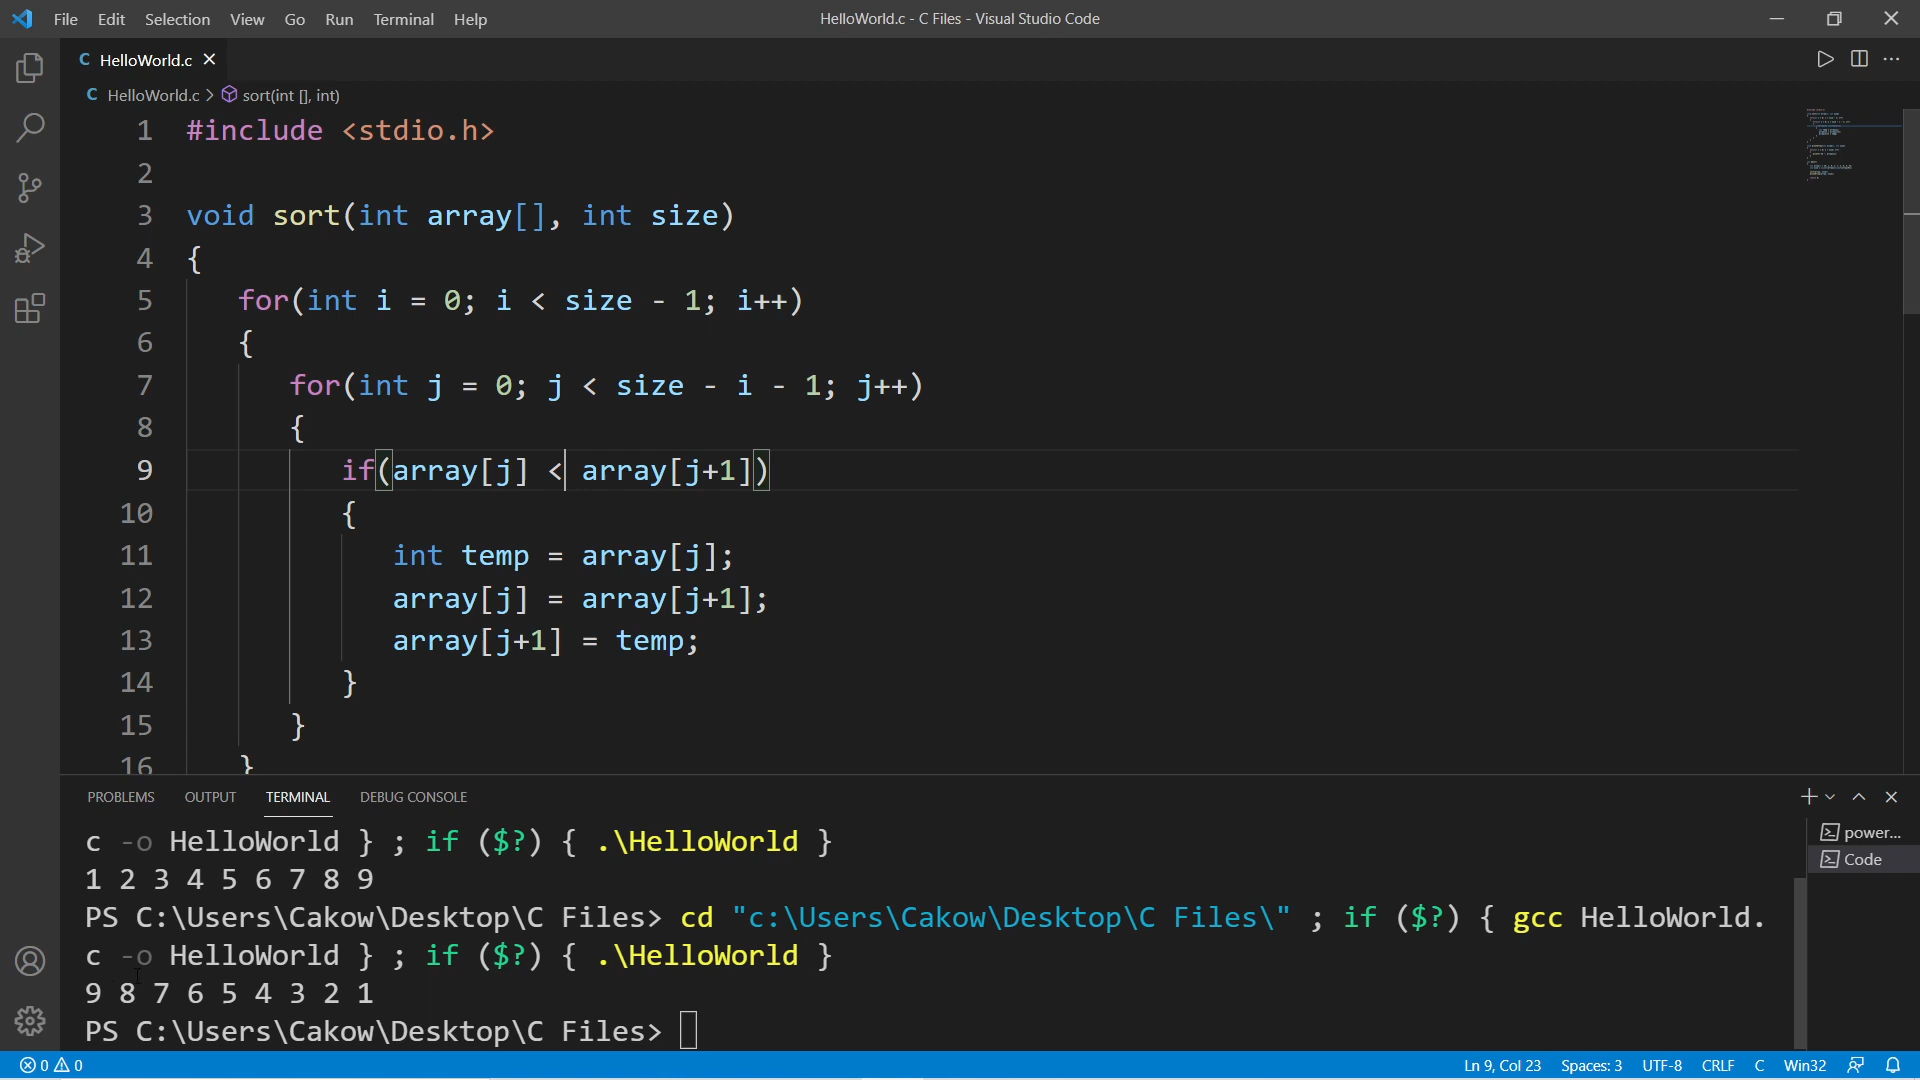 File Edit Selection View Go Run Terminal Help
HelloWorld.c - C Files - Visual Studio Code
C HelloWorld.c
C HelloWorld.c > sort(int [], int)
1 #include <stdio.h>
2
3 void sort(int array[], int size)
4 {
5 for(int i = 0; i < size - 1; i++)
6 {
7 for(int j = 0; j < size - i - 1; j++)
8 {
9 if(array[j] < array[j+1])
10 {
11 int temp = array[j];
12 array[j] = array[j+1];
13 array[j+1] = temp;
14 }
15 }
16 }
PROBLEMS OUTPUT TERMINAL DEBUG CONSOLE
power...
Code
c -o HelloWorld } ; if ($?) { .\HelloWorld }
1 2 3 4 5 6 7 8 9
PS C:\Users\Cakow\Desktop\C Files> cd "c:\Users\Cakow\Desktop\C Files\" ; if ($?) { gcc HelloWorld.
c -o HelloWorld } ; if ($?) { .\HelloWorld }
9 8 7 6 5 4 3 2 1
PS C:\Users\Cakow\Desktop\C Files>
0 0 Ln 9, Col 23 Spaces: 3 UTF-8 CRLF C Win32